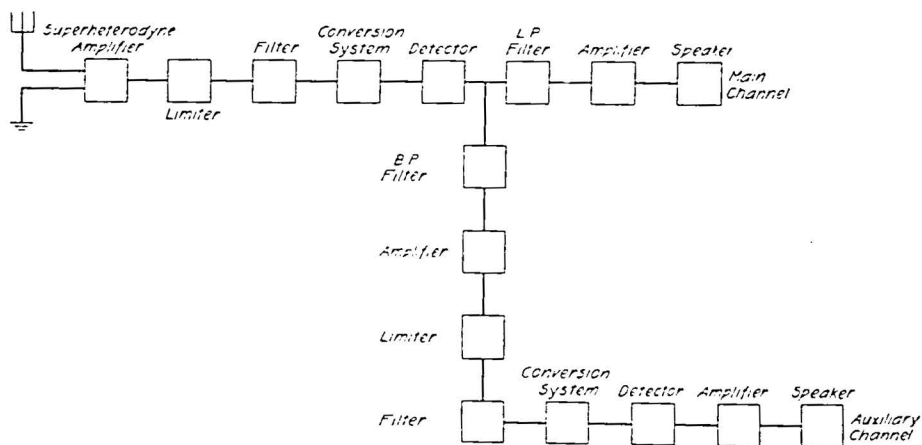 Superheterodyne
Amplifier
Limiter
Filter
Conversion
System
Detector
L.P.
Filter
Amplifier
Speaker
Main
Channel
B.P.
Filter
Amplifier
Limiter
Filter
Conversion
System
Detector
Amplifier
Speaker
Auxiliary
Channel